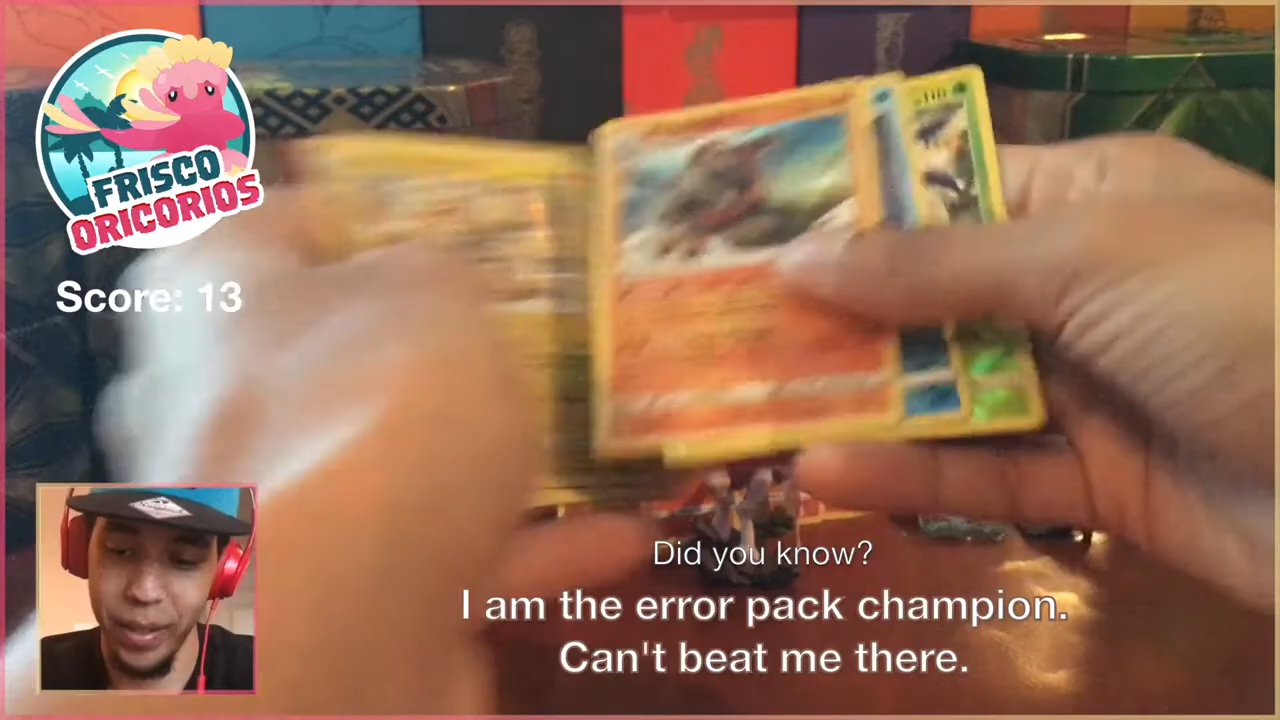 FRISCO
ORICORIOS
Score: 13
Did you know?
I am the error pack champion.
Can't beat me there.